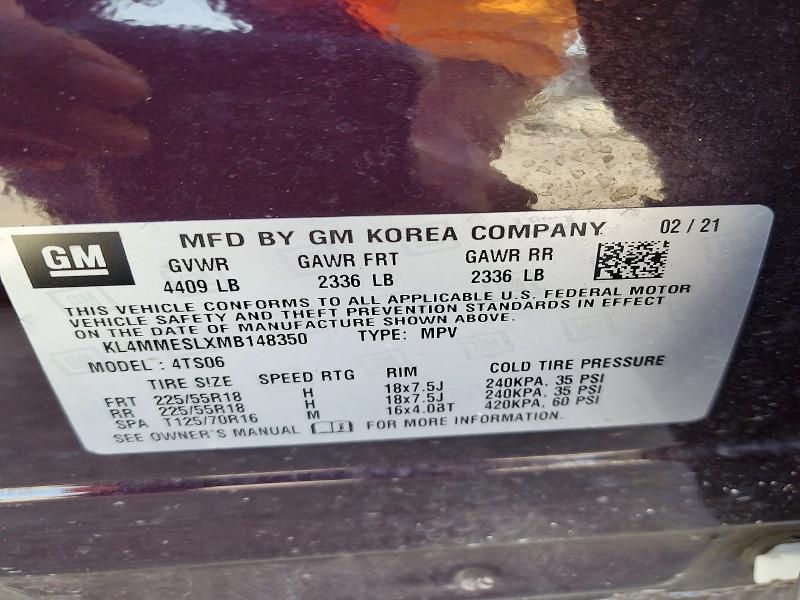 GM MFD BY GM KOREA COMPANY 02 / 21
GVWR GAWR FRT GAWR RR
4409 LB 2336 LB 2336 LB
THIS VEHICLE CONFORMS TO ALL APPLICABLE U.S. FEDERAL MOTOR
VEHICLE SAFETY AND THEFT PREVENTION STANDARDS IN EFFECT
ON THE DATE OF MANUFACTURE SHOWN ABOVE.
KL4MMESLXMB148350 TYPE: MPV
MODEL: 4TS06
TIRE SIZE SPEED RTG RIM COLD TIRE PRESSURE
FRT 225/55R18 H 18x7.5J 240KPA, 35 PSI
RR 225/55R18 H 18x7.5J 240KPA, 35 PSI
SPA T125/70R16 M 16x4.0BT 420KPA, 60 PSI
SEE OWNER'S MANUAL FOR MORE INFORMATION.